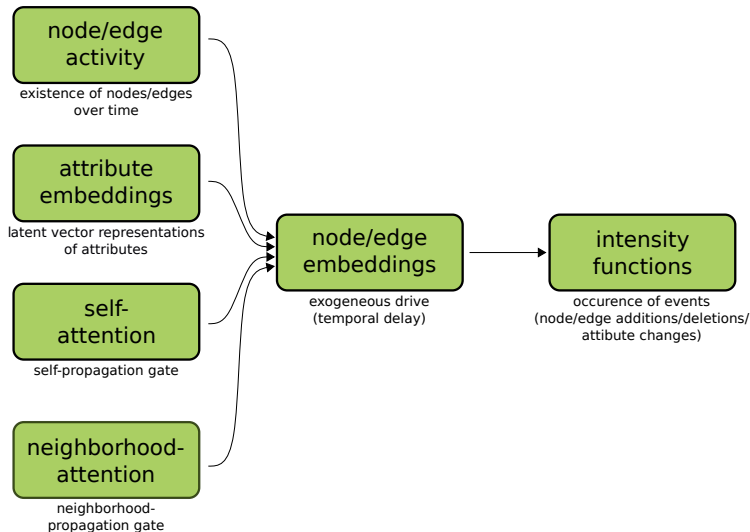 node/edge
activity
existence of nodes/edges
over time
attribute
embeddings
latent vector representations
of attributes
self-
attention
self-propagation gate
neighborhood-
attention
neighborhood-
propagation gate
node/edge
embeddings
exogeneous drive
(temporal delay)
intensity
functions
occurence of events
(node/edge additions/deletions/
attibute changes)